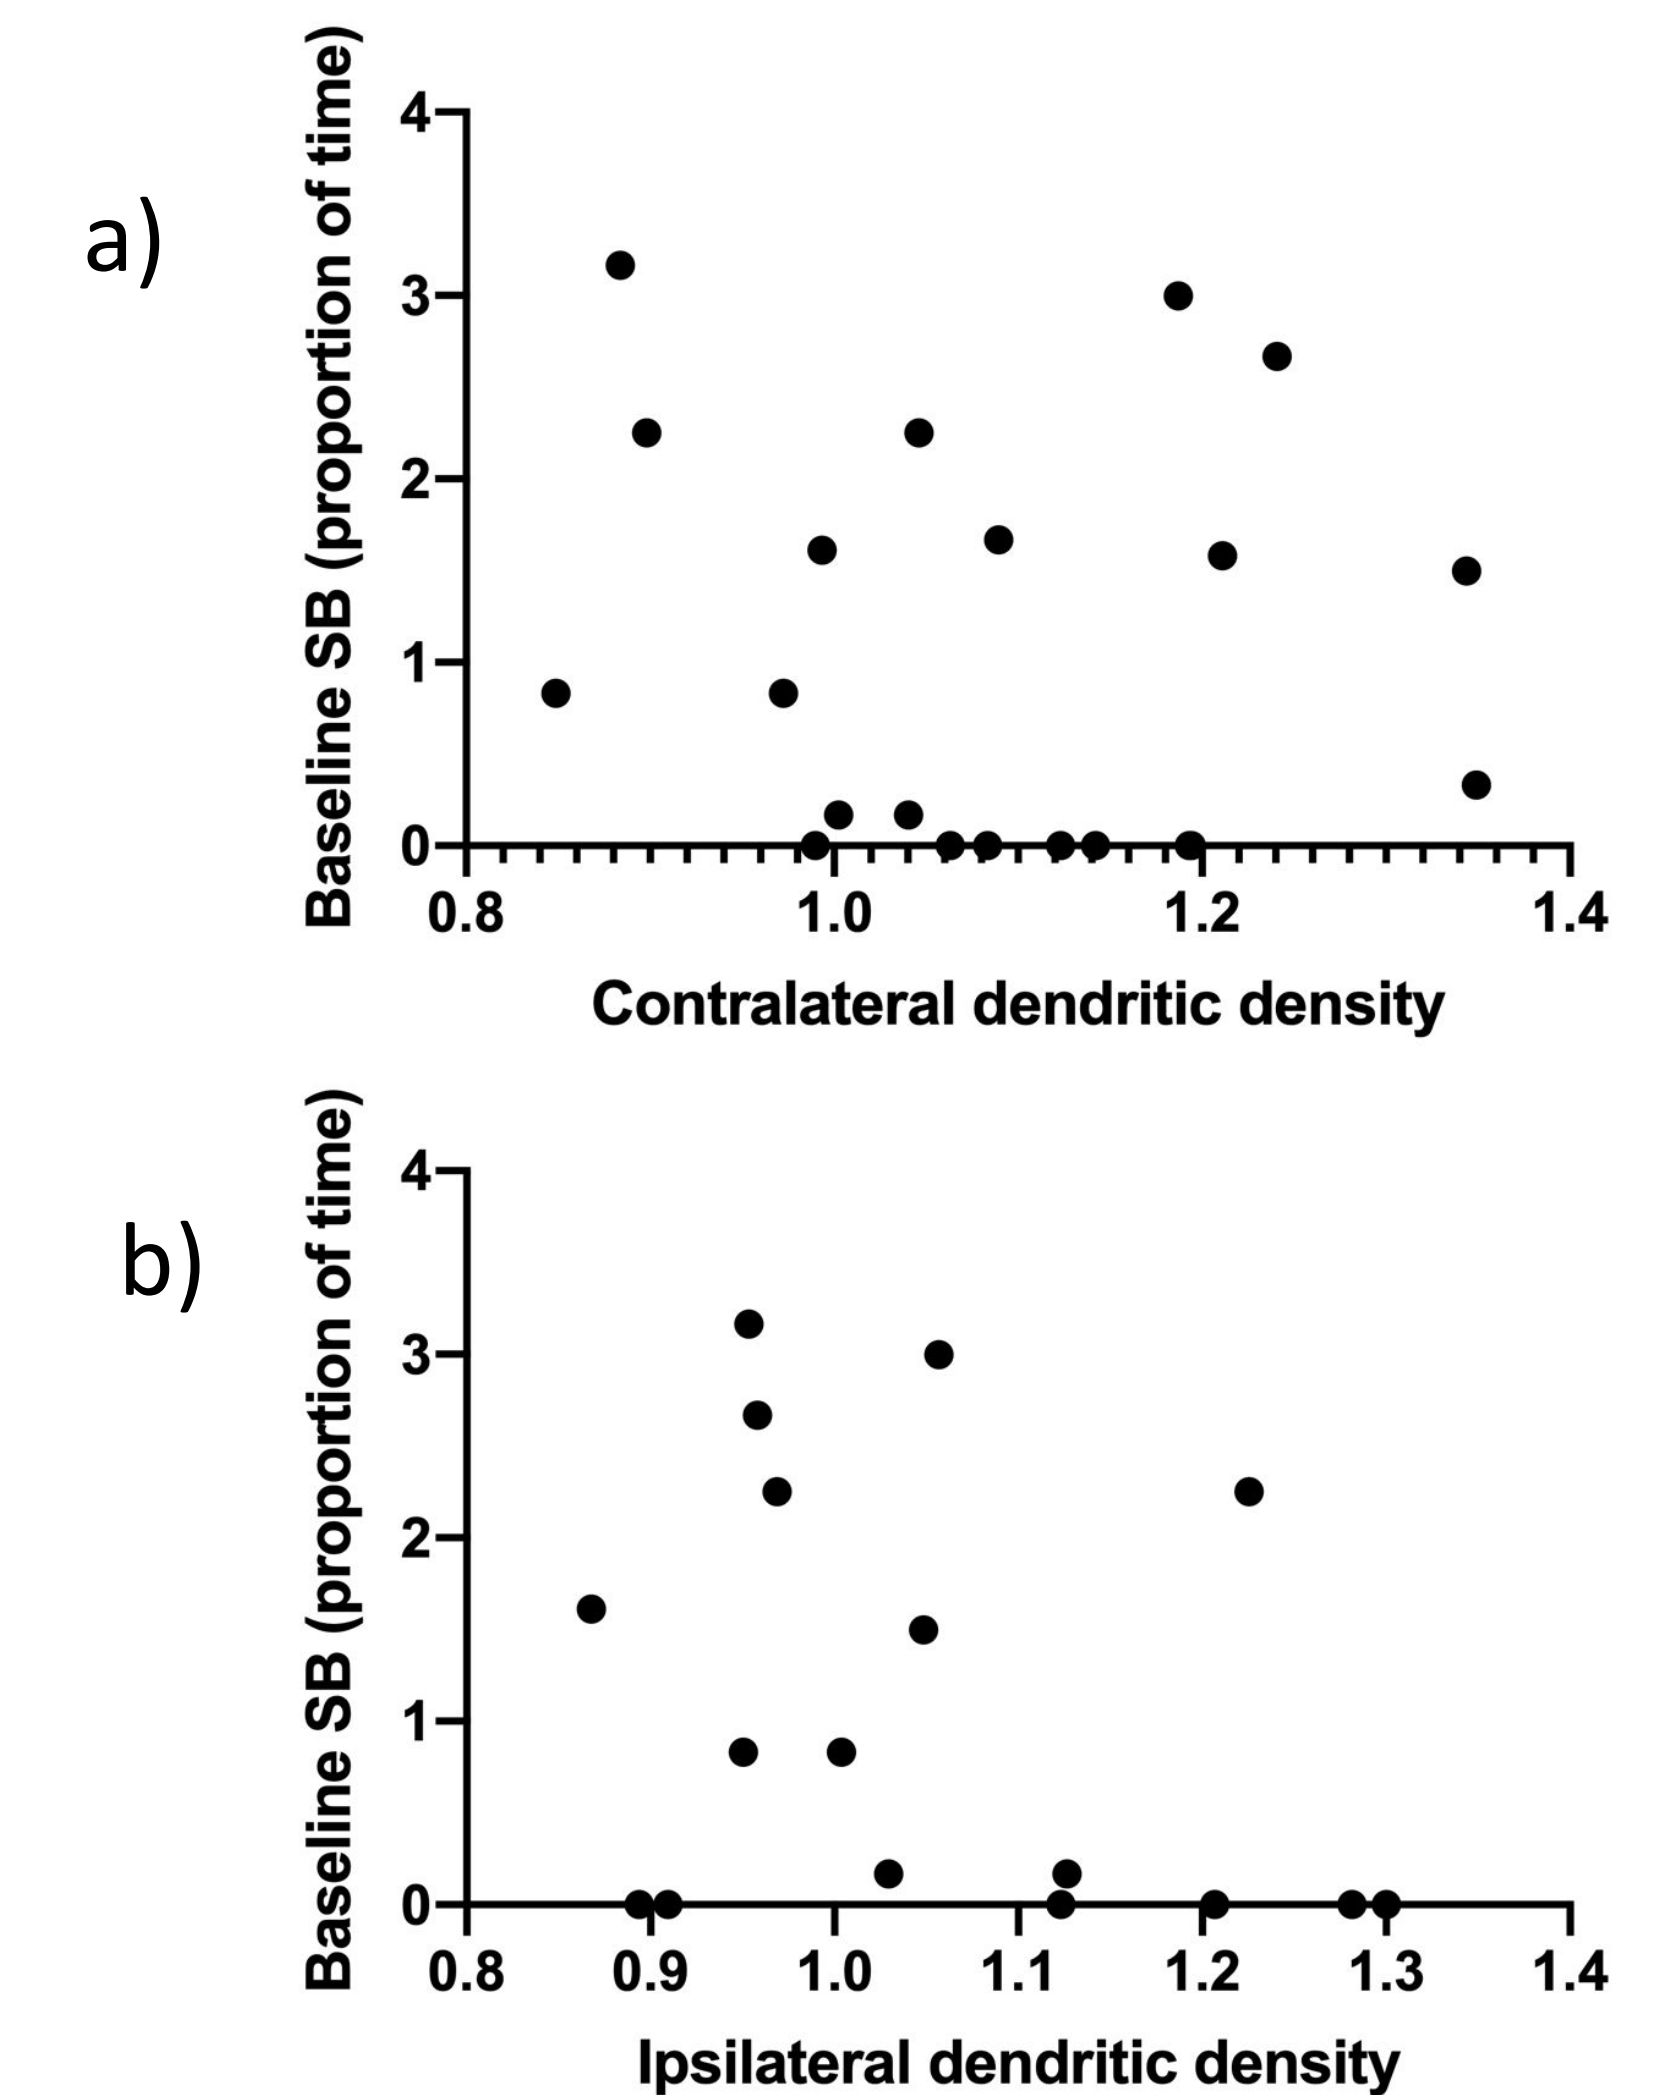 a)
Baseline SB (proportion of time)
4
3
2
1
0
0.8 1.0 1.2 1.4
Contralateral dendritic density
b)
Baseline SB (proportion of time)
4
3
2
1
0
0.8 0.9 1.0 1.1 1.2 1.3 1.4
Ipsilateral dendritic density